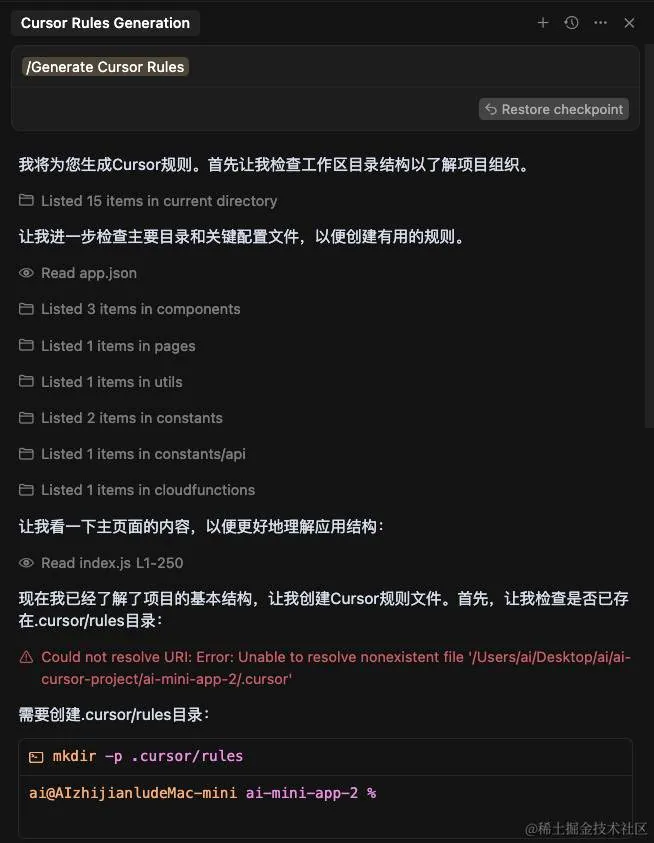 Cursor Rules Generation
/Generate Cursor Rules
Restore checkpoint
我将为您生成Cursor规则。首先让我检查工作区目录结构以了解项目组织。
Listed 15 items in current directory
让我进一步检查主要目录和关键配置文件，以便创建有用的规则。
Read app.json
Listed 3 items in components
Listed 1 items in pages
Listed 1 items in utils
Listed 2 items in constants
Listed 1 items in constants/api
Listed 1 items in cloudfunctions
让我看一下主页面的内容，以便更好地理解应用结构：
Read index.js L1-250
现在我已经了解了项目的基本结构，让我创建Cursor规则文件。首先，让我检查是否已存
在.cursor/rules目录：
Could not resolve URI: Error: Unable to resolve nonexistent file '/Users/ai/Desktop/ai/ai-
cursor-project/ai-mini-app-2/.cursor'
需要创建.cursor/rules目录：
mkdir -p .cursor/rules
ai@AIzhijianludeMac-mini ai-mini-app-2 %
@稀土掘金技术社区